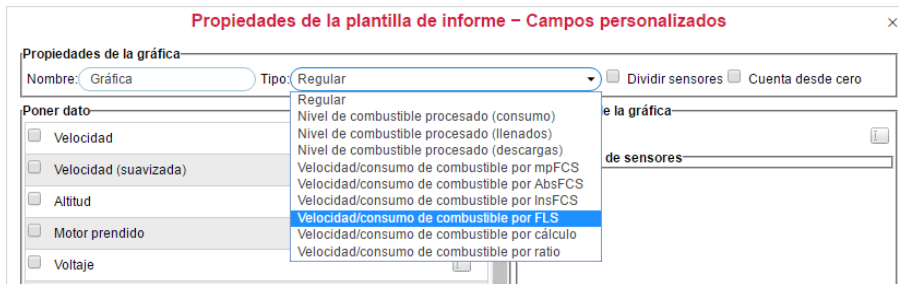 Propiedades de la plantilla de informe – Campos personalizados ×
Propiedades de la gráfica
Nombre: Gráfica Tipo: Regular Dividir sensores Cuenta desde cero
Regular
Nivel de combustible procesado (consumo)
Nivel de combustible procesado (llenados)
Nivel de combustible procesado (descargas)
Velocidad/consumo de combustible por mpFCS
Velocidad/consumo de combustible por AbsFCS
Velocidad/consumo de combustible por InsFCS
Velocidad/consumo de combustible por FLS
Velocidad/consumo de combustible por cálculo
Velocidad/consumo de combustible por ratio
Poner dato
Velocidad
Velocidad (suavizada)
Altitud
Motor prendido
Voltaje
de la gráfica
de sensores